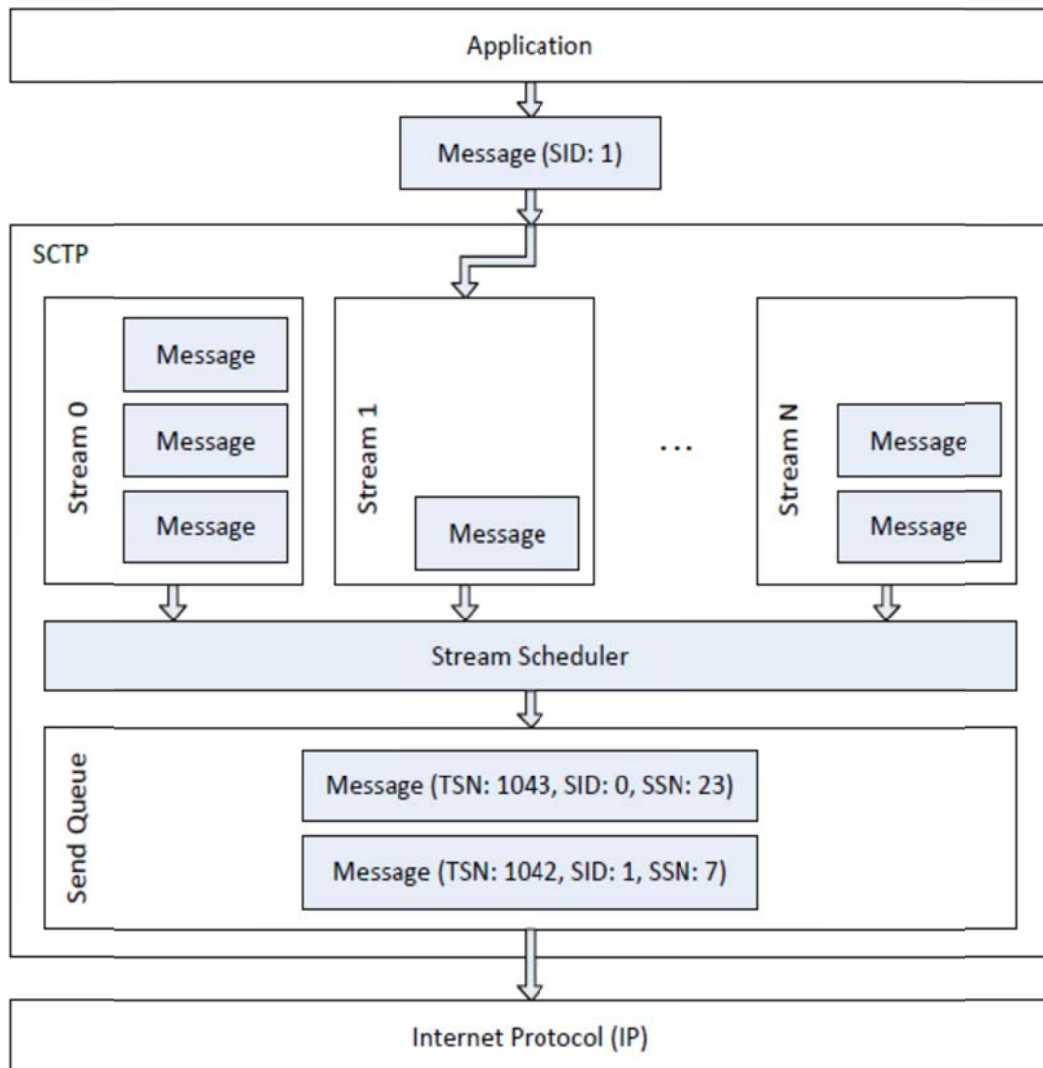 Application
Message (SID: 1)
SCTP
Stream 0
Message
Message
Message
Stream 1
Message
...
Stream N
Message
Message
Stream Scheduler
Send Queue
Message (TSN: 1043, SID: 0, SSN: 23)
Message (TSN: 1042, SID: 1, SSN: 7)
Internet Protocol (IP)